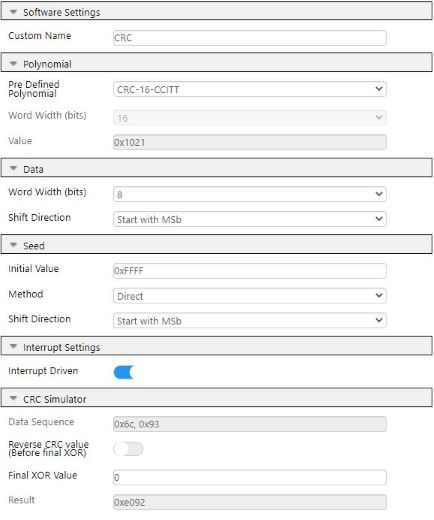 Software Settings
Custom Name CRC
Polynomial
Pre Defined
Polynomial CRC-16-CCITT
Word Width (bits) 16
Value 0x1021
Data
Word Width (bits) 8
Shift Direction Start with MSb
Seed
Initial Value 0xFFFF
Method Direct
Shift Direction Start with MSb
Interrupt Settings
Interrupt Driven
CRC Simulator
Data Sequence 0x6c, 0x93
Reverse CRC value
(Before final XOR)
Final XOR Value 0
Result 0xe092